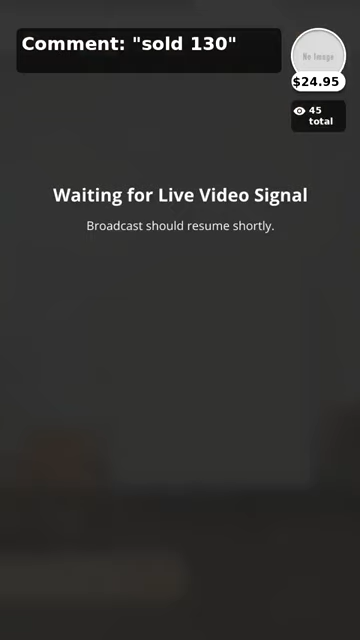 Comment: "sold 130"
No Image
$24.95
45
total
Waiting for Live Video Signal
Broadcast should resume shortly.